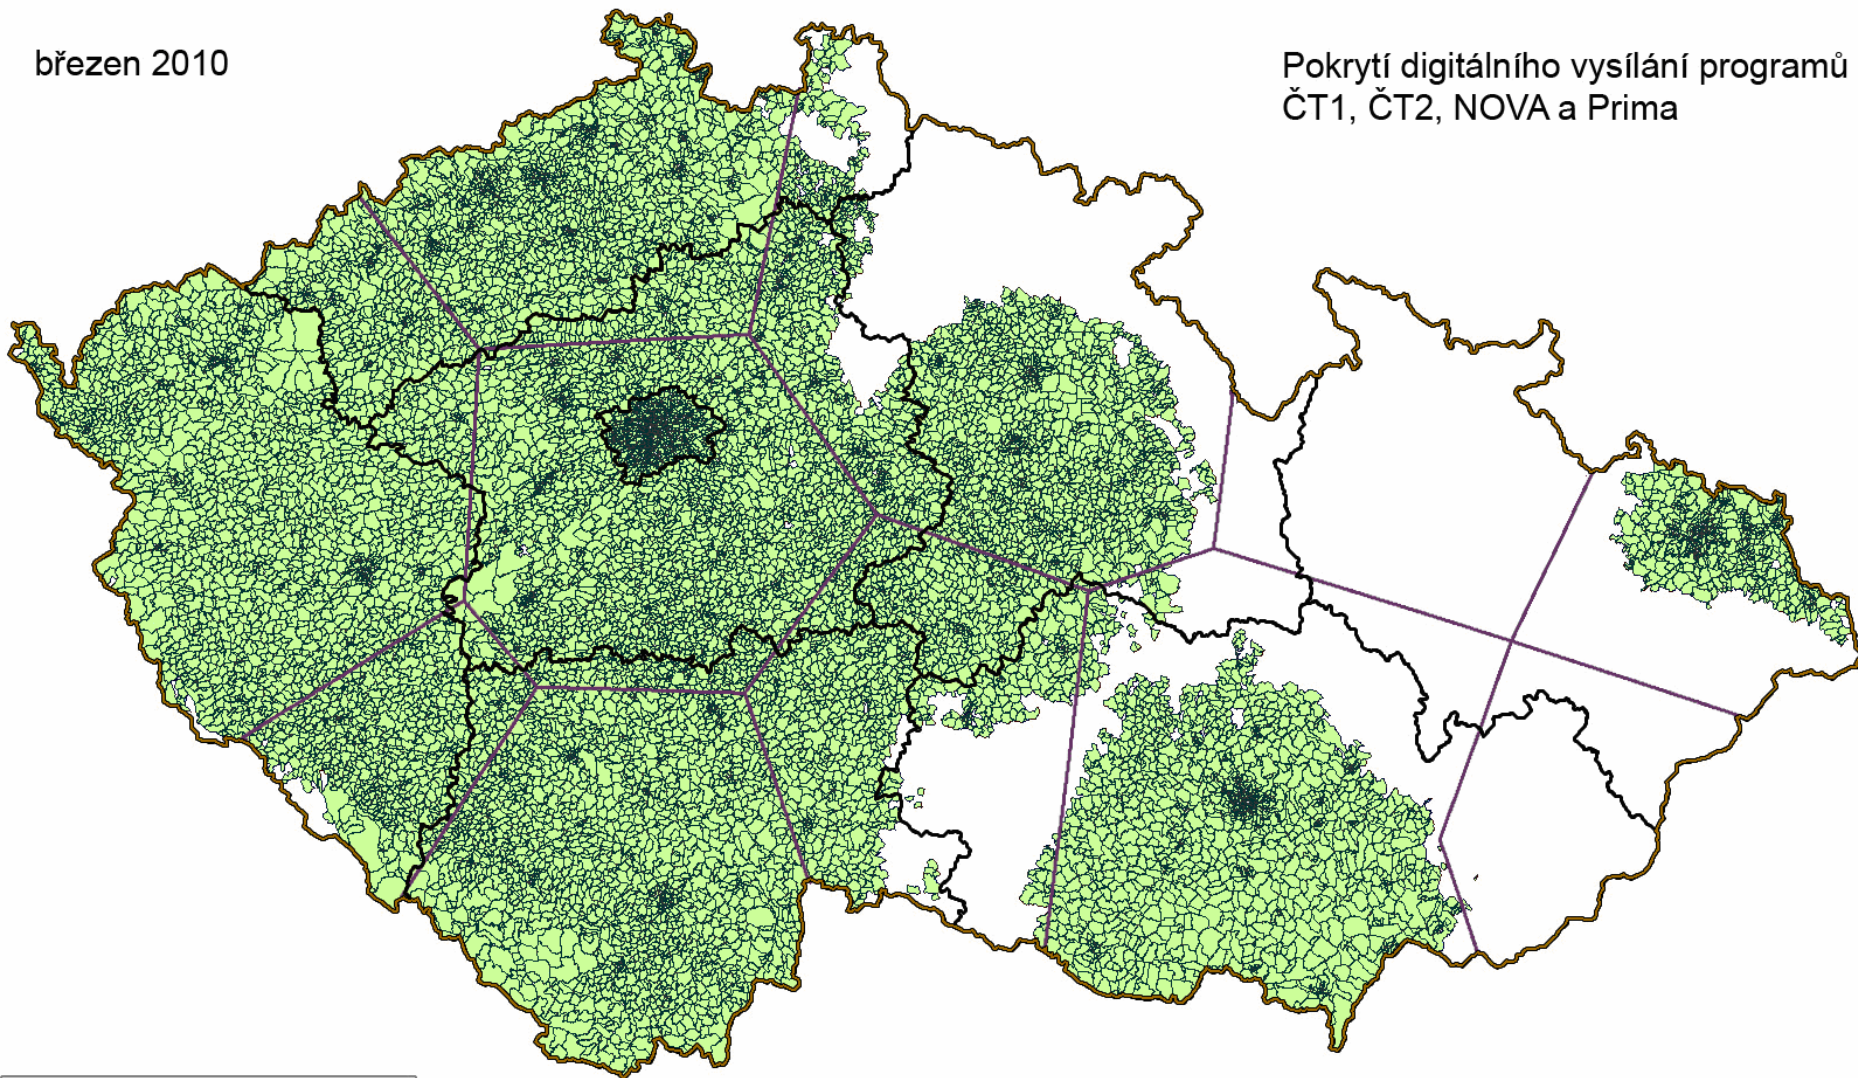 březen 2010
Pokrytí digitálního vysílání programů
ČT1, ČT2, NOVA a Prima